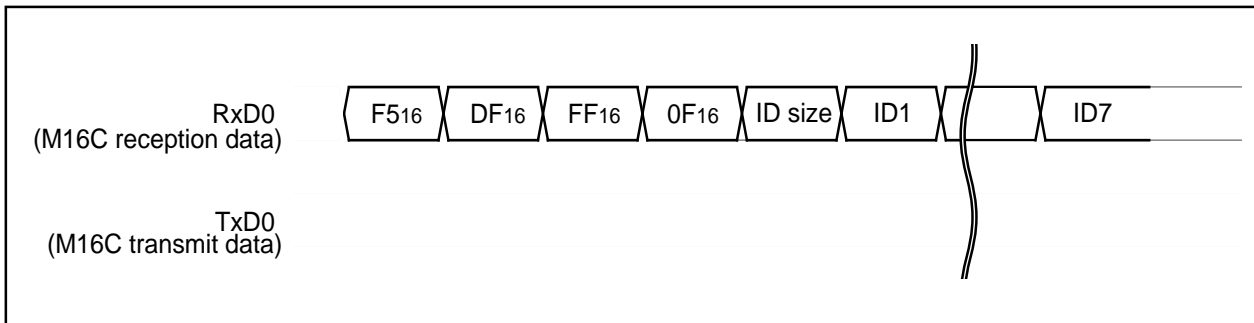 RxD0 F516 DF16 FF16 0F16 ID size ID1 ID7
(M16C reception data)
TxD0
(M16C transmit data)